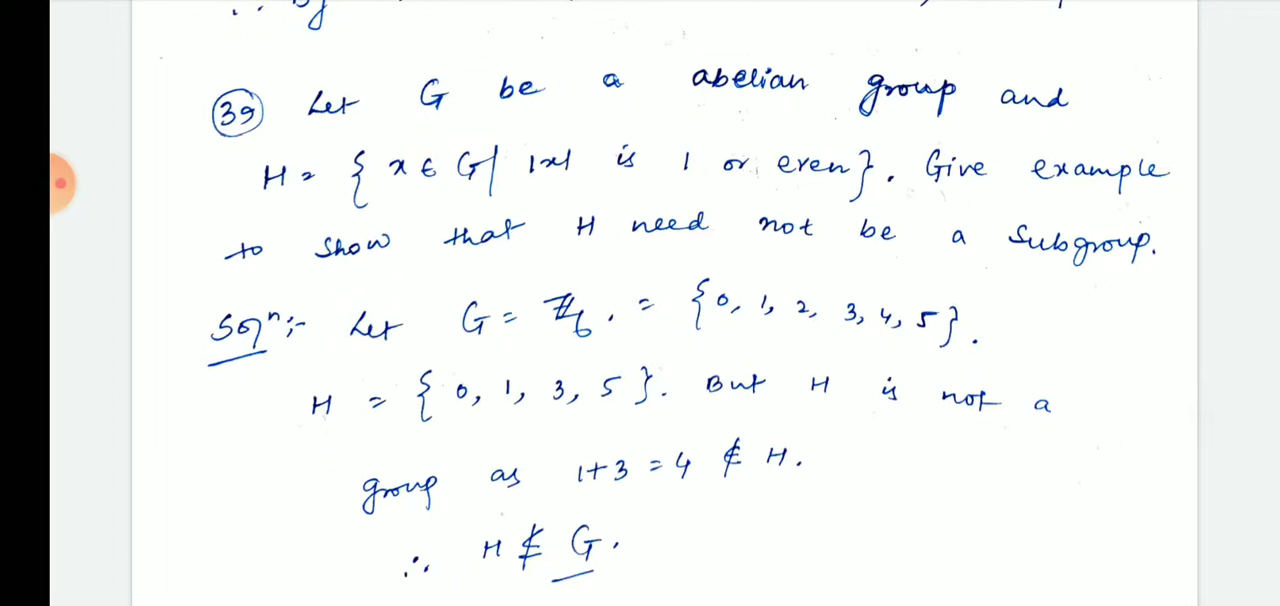 (39) Let G be a abelian group and
H = { x ∈ G | |x| is 1 or even }. Give example
to show that H need not be a Subgroup.
Solⁿ:- Let G = ℤ₆. = { 0, 1, 2, 3, 4, 5 }.
H = { 0, 1, 3, 5 }. But H is not a
group as 1+3 = 4 ∉ H.
∴ H ≰ G.